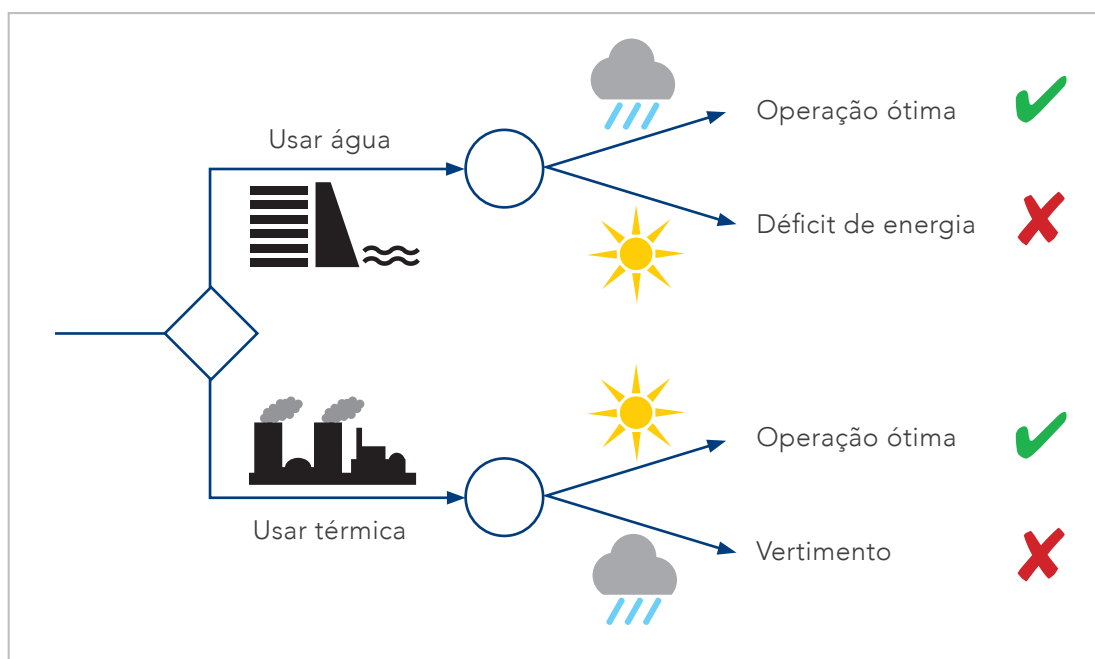 Usar água
Operação ótima
Déficit de energia
Usar térmica
Operação ótima
Vertimento